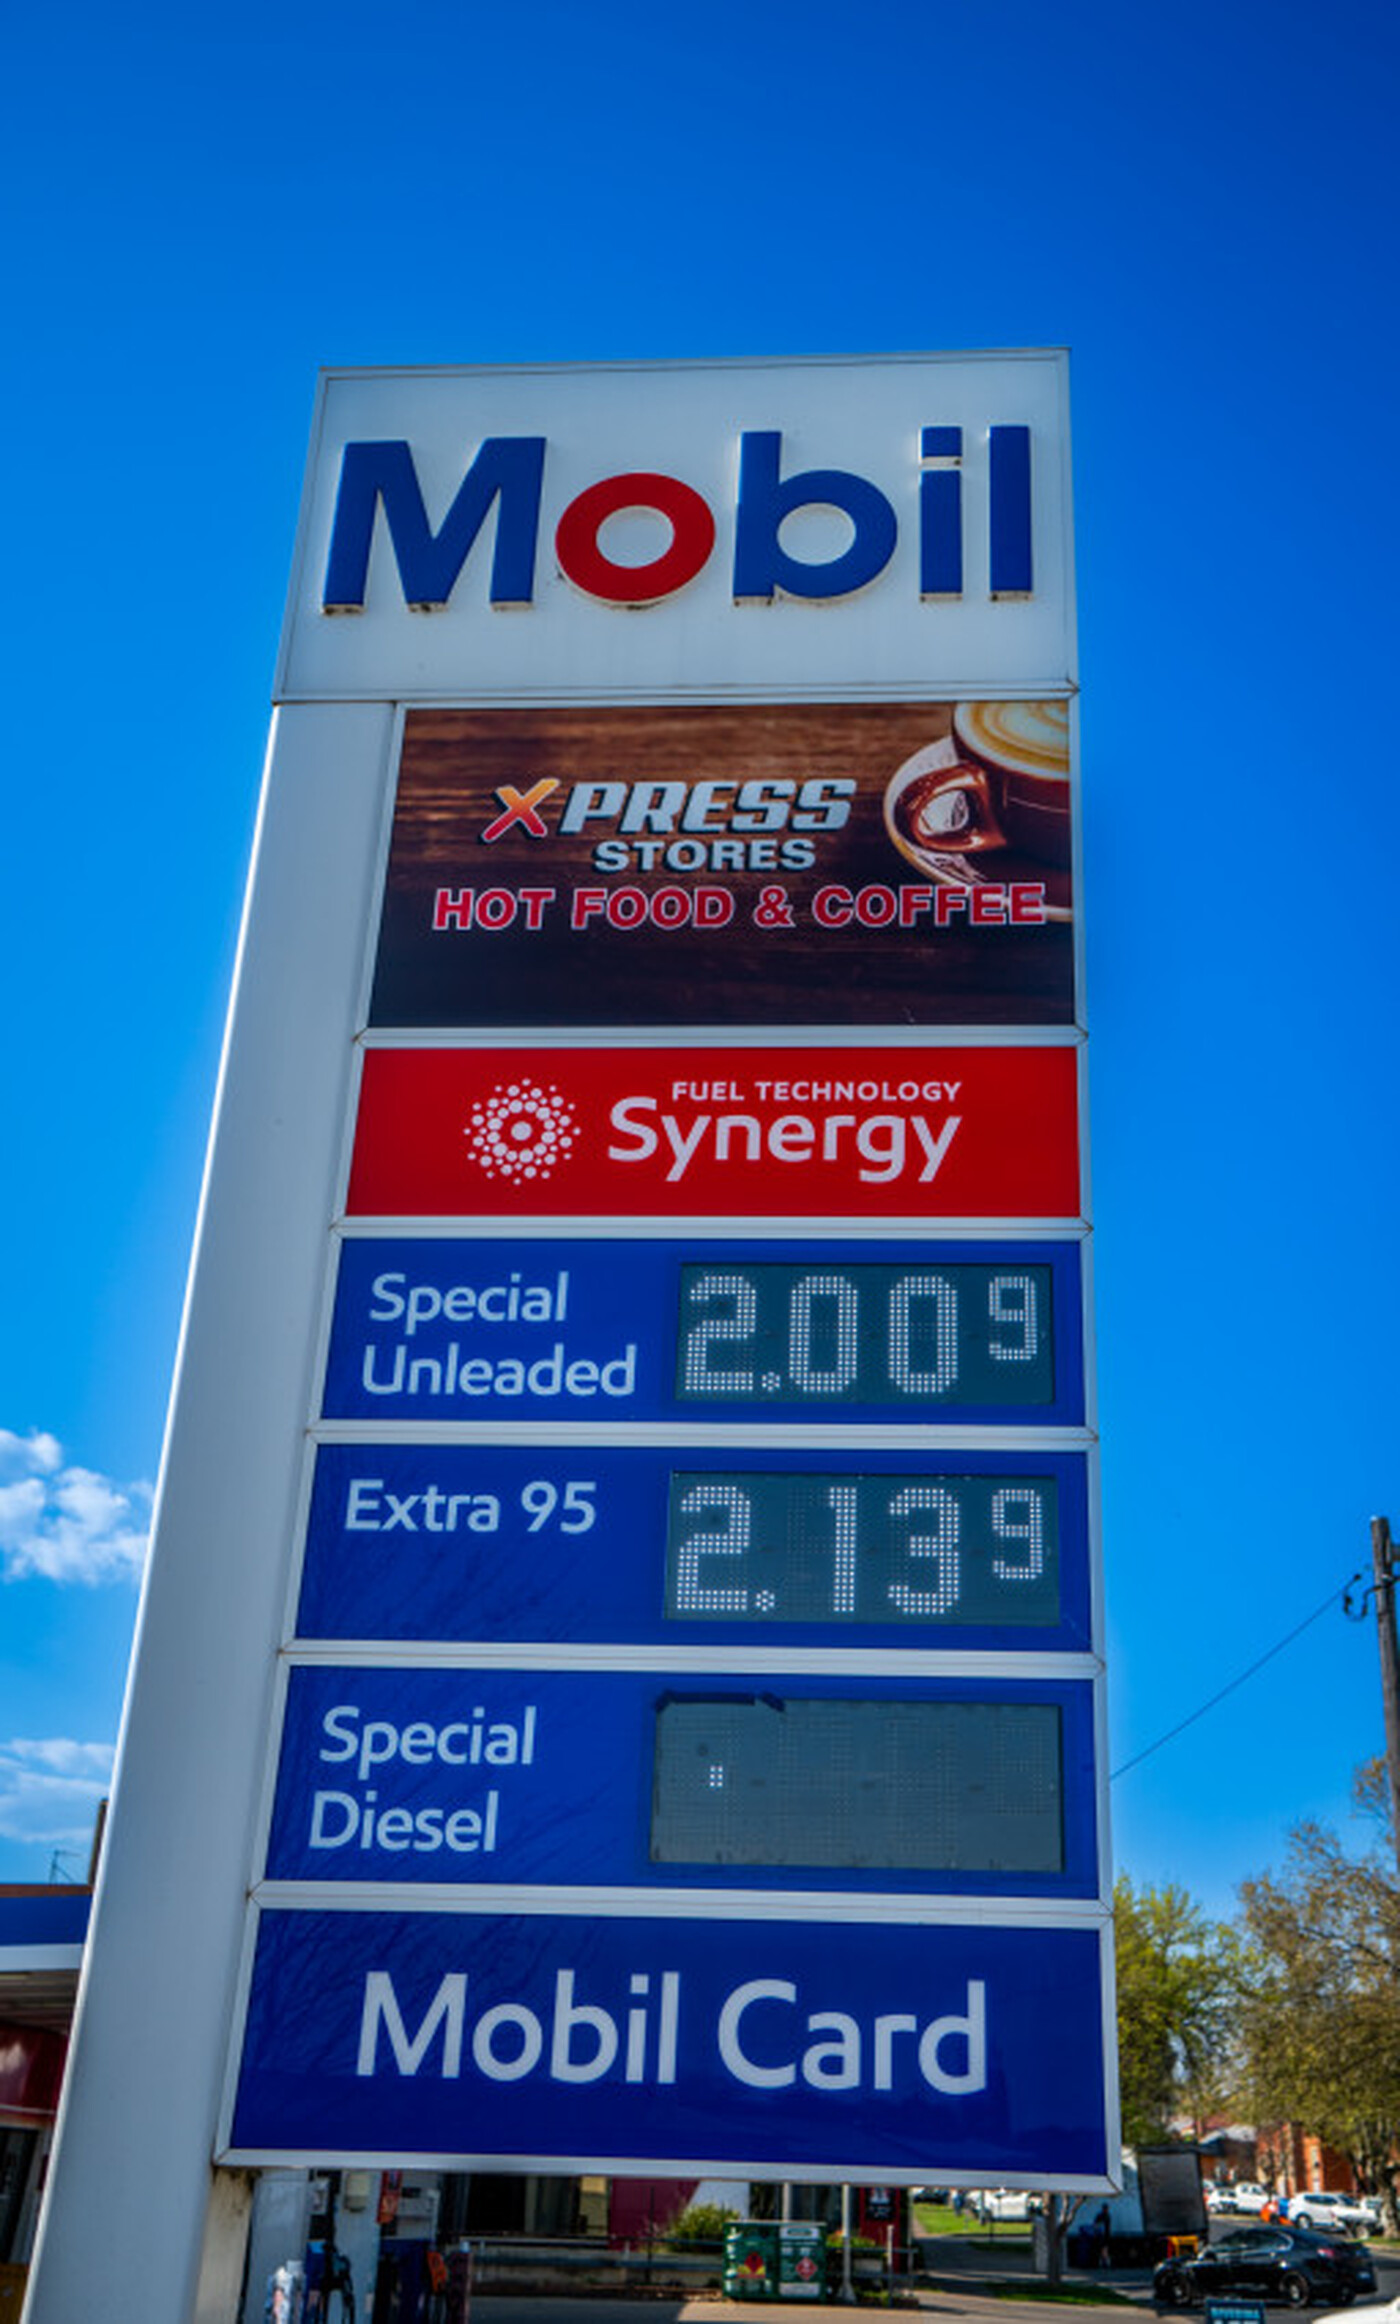 Mobil
XPRESS
STORES
HOT FOOD & COFFEE
FUEL TECHNOLOGY
Synergy
Special
Unleaded
2.009
Extra 95
2.139
Special
Diesel
Mobil Card